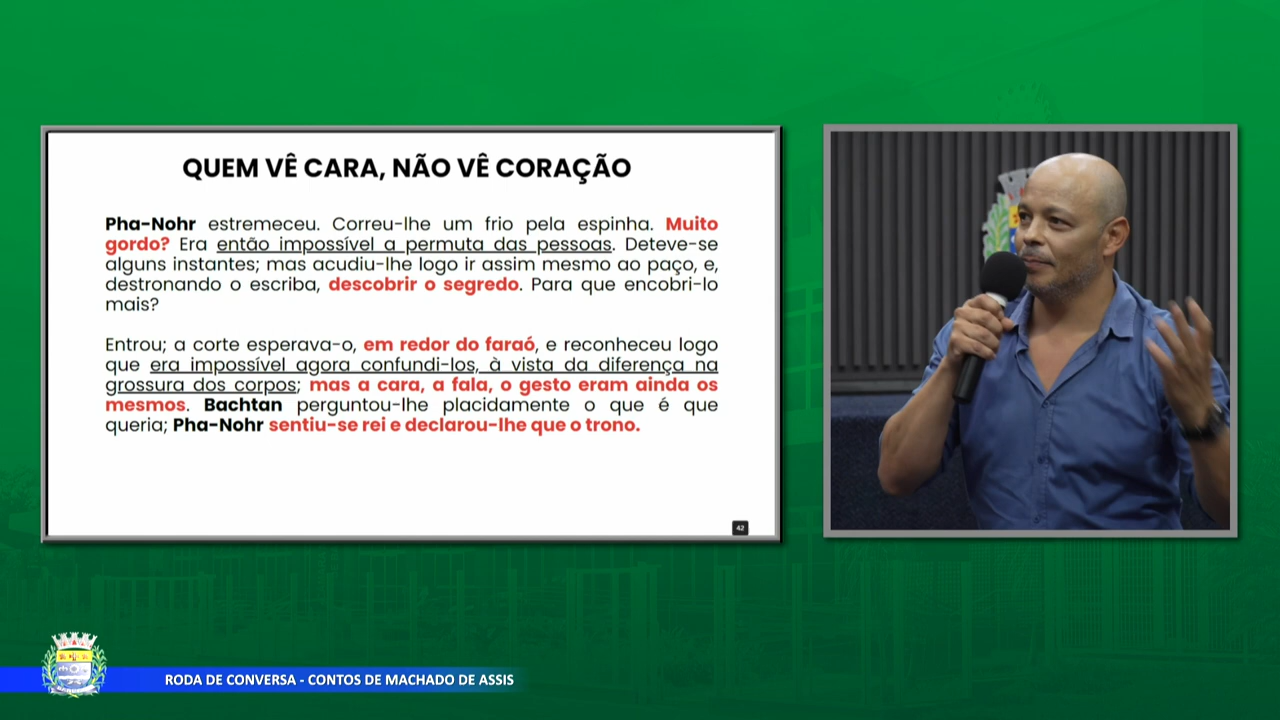 QUEM VÊ CARA, NÃO VÊ CORAÇÃO
Pha-Nohr estremeceu. Correu-lhe um frio pela espinha. Muito
gordo? Era então impossível a permuta das pessoas. Deteve-se
alguns instantes; mas acudiu-lhe logo ir assim mesmo ao paço, e,
destronando o escriba, descobrir o segredo. Para que encobri-lo
mais?
Entrou; a corte esperava-o, em redor do faraó, e reconheceu logo
que era impossível agora confundi-los, à vista da diferença na
grossura dos corpos; mas a cara, a fala, o gesto eram ainda os
mesmos. Bachtan perguntou-lhe placidamente o que é que
queria; Pha-Nohr sentiu-se rei e declarou-lhe que o trono.
42
RODA DE CONVERSA - CONTOS DE MACHADO DE ASSIS